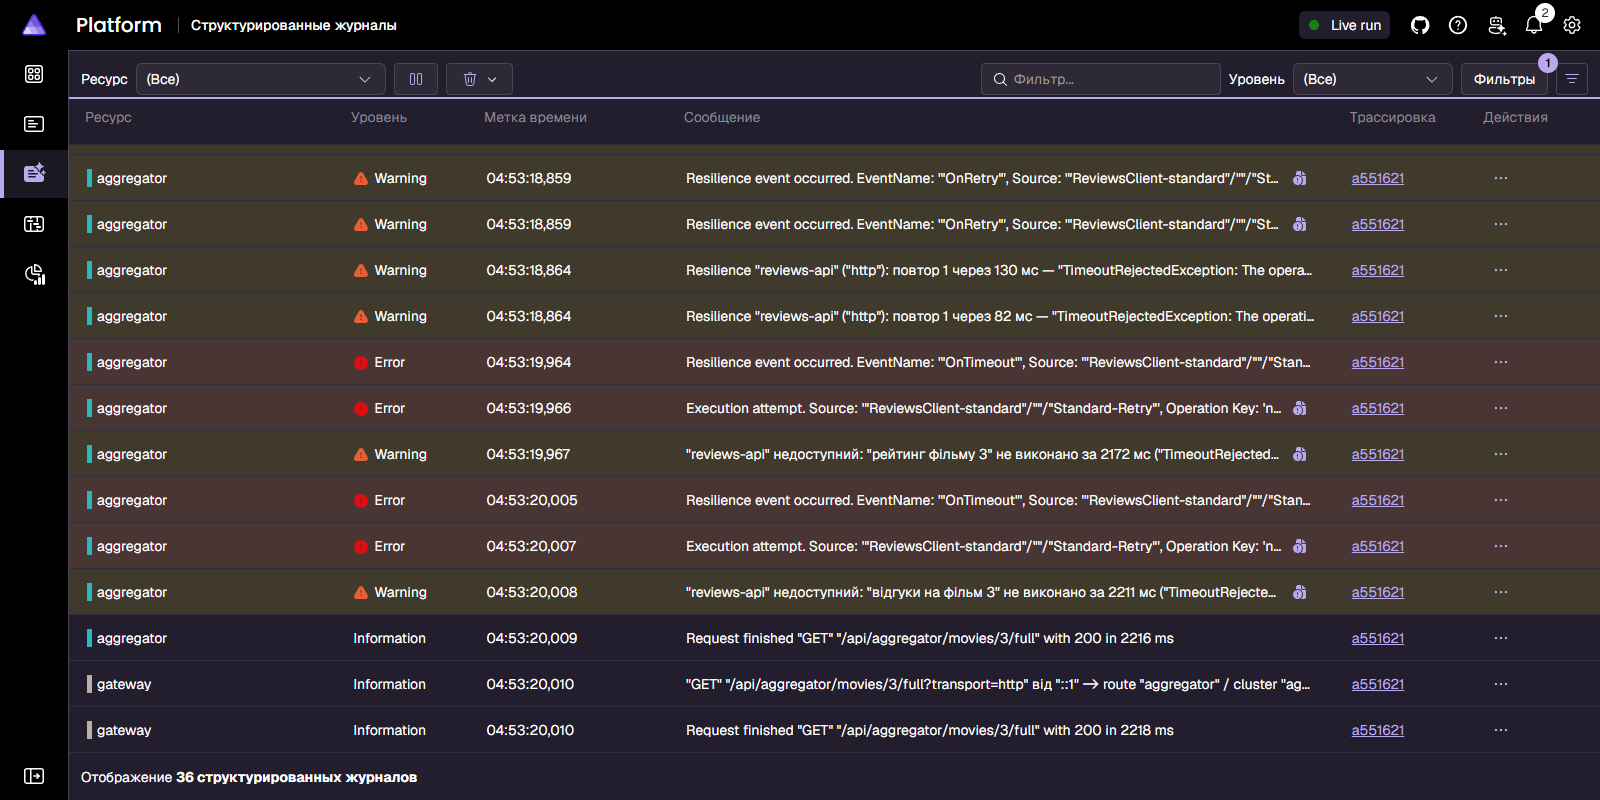 Platform Структурированные журналы Live run 2
Ресурс (Все) Фильтр... Уровень (Все) Фильтры 1
Ресурс Уровень Метка времени Сообщение Трассировка Действия
aggregator Warning 04:53:18,859 Resilience event occurred. EventName: '"OnRetry"', Source: '"ReviewsClient-standard"/""/"St... a551621 ...
aggregator Warning 04:53:18,859 Resilience event occurred. EventName: '"OnRetry"', Source: '"ReviewsClient-standard"/""/"St... a551621 ...
aggregator Warning 04:53:18,864 Resilience "reviews-api" ("http"): повтор 1 через 130 мс — "TimeoutRejectedException: The opera... a551621 ...
aggregator Warning 04:53:18,864 Resilience "reviews-api" ("http"): повтор 1 через 82 мс — "TimeoutRejectedException: The operati... a551621 ...
aggregator Error 04:53:19,964 Resilience event occurred. EventName: '"OnTimeout"', Source: '"ReviewsClient-standard"/""/"Stan... a551621 ...
aggregator Error 04:53:19,966 Execution attempt. Source: '"ReviewsClient-standard"/""/"Standard-Retry"', Operation Key: 'n... a551621 ...
aggregator Warning 04:53:19,967 "reviews-api" недоступний: "рейтинг фільму 3" не виконано за 2172 мс ("TimeoutRejected... a551621 ...
aggregator Error 04:53:20,005 Resilience event occurred. EventName: '"OnTimeout"', Source: '"ReviewsClient-standard"/""/"Stan... a551621 ...
aggregator Error 04:53:20,007 Execution attempt. Source: '"ReviewsClient-standard"/""/"Standard-Retry"', Operation Key: 'n... a551621 ...
aggregator Warning 04:53:20,008 "reviews-api" недоступний: "відгуки на фільм 3" не виконано за 2211 мс ("TimeoutRejecte... a551621 ...
aggregator Information 04:53:20,009 Request finished "GET" "/api/aggregator/movies/3/full" with 200 in 2216 ms a551621 ...
gateway Information 04:53:20,010 "GET" "/api/aggregator/movies/3/full?transport=http" від "::1" → route "aggregator" / cluster "ag... a551621 ...
gateway Information 04:53:20,010 Request finished "GET" "/api/aggregator/movies/3/full" with 200 in 2218 ms a551621 ...
Отображение 36 структурированных журналов